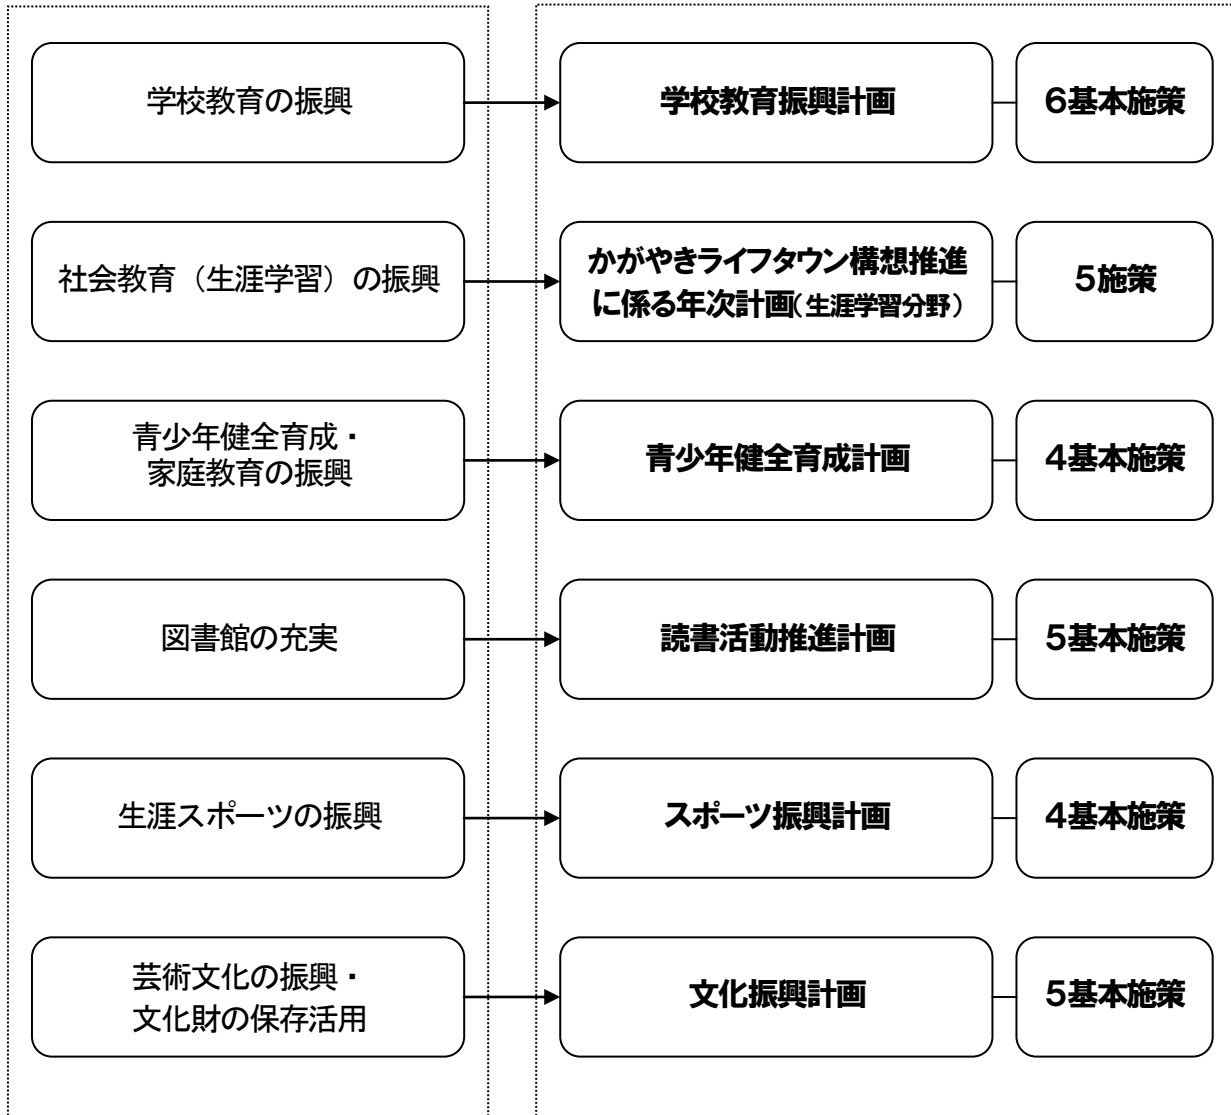 学校教育の振興
学校教育振興計画
6基本施策
社会教育（生涯学習）の振興
かがやきライフタウン構想推進
に係る年次計画（生涯学習分野）
5施策
青少年健全育成・
家庭教育の振興
青少年健全育成計画
4基本施策
図書館の充実
読書活動推進計画
5基本施策
生涯スポーツの振興
スポーツ振興計画
4基本施策
芸術文化の振興・
文化財の保存活用
文化振興計画
5基本施策